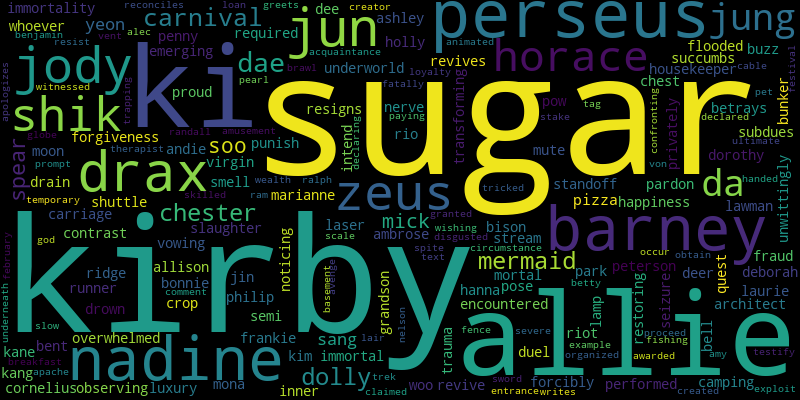 immortality reconciles loan greets creator
whoever yeon carnival dee ashley perseus jung
benjamin vent alec required jun acquaintance holly resist animated flooded buzz festival
apologizes witnessed jody emerging penny ki dae underworld revives horace housekeeper cable
trapping proud resigns nerve sugar succumbs chest bunker
shik pearl brawl loyalty fatally paying transforming pow tag betrays pet
forgiveness randall amusement intend declaring rio stake confronting privately declared subdues
globe prompt moon therapist andie soo punish mute von dorothy ultimate
spear drax virgin zeus tricked standoff pardon da handed
drain wealth ralph smell marianne skilled ram pizza happiness unwittingly
temporary shuttle carriage chester mick granted bison barney lawman
god contrast slaughter laser wishing stream circumstance disgusted fraud
kirby vowing noticing scale ambrose spite text mermaid occur obtain
february underneath ridge allison jin basement average grandson hanna mortal park peterson deer quest deborah
runner bonnie comment philip pose betty allie seizure laurie
crop semi encountered lamp restoring architect
slow drown frankie sang nelson trauma fence severe riot proceed fishing bell
kane bent overwhelmed kim immortal lair duel example organized awarded amy testify
breakfast nadine dolly trek woo revive sword forcibly performed camping
kang apache cornelius observing luxury mona inner claimed entrance writes created exploit